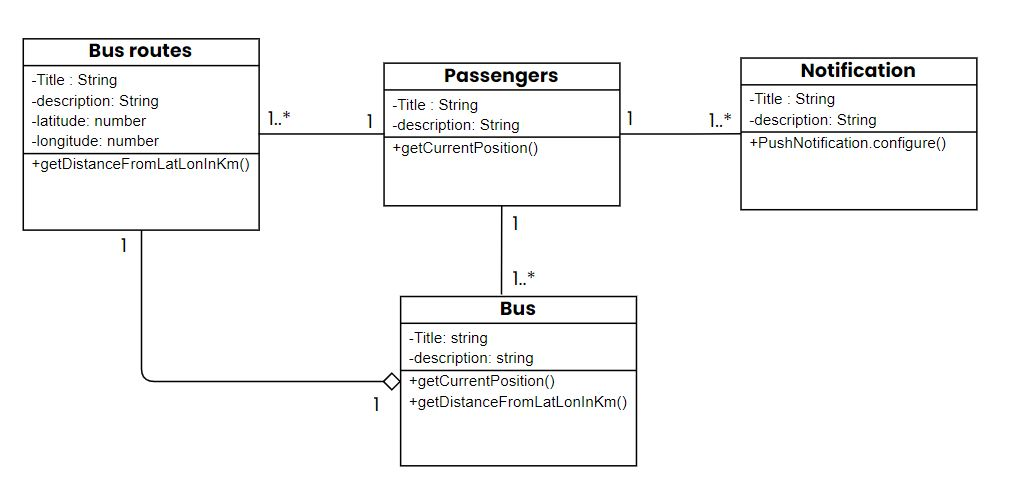 Bus routes
-Title : String
-description: String
-latitude: number
-longitude: number
+getDistanceFromLatLonInKm()
1..*
1
Passengers
-Title : String
-description: String
+getCurrentPosition()
1
1..*
Notification
-Title : String
-description: String
+PushNotification.configure()
1
1..*
1
1
Bus
-Title: string
-description: string
+getCurrentPosition()
+getDistanceFromLatLonInKm()